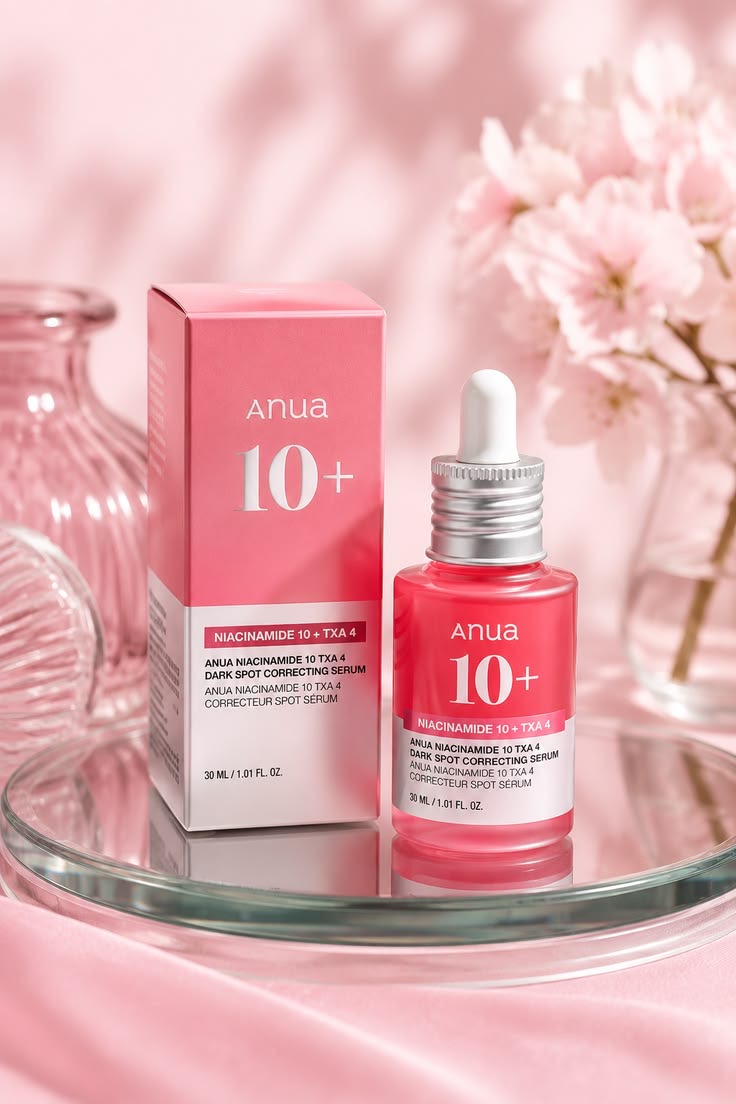 Anua
10+
NIACINAMIDE 10 + TXA 4
ANUA NIACINAMIDE 10 TXA 4
DARK SPOT CORRECTING SERUM
ANUA NIACINAMIDE 10 TXA 4
CORRECTEUR SPOT SÉRUM
30 ML / 1.01 FL. OZ.
Anua
10+
NIACINAMIDE 10 + TXA 4
ANUA NIACINAMIDE 10 TXA 4
DARK SPOT CORRECTING SERUM
ANUA NIACINAMIDE 10 TXA 4
CORRECTEUR SPOT SÉRUM
30 ML / 1.01 FL. OZ.